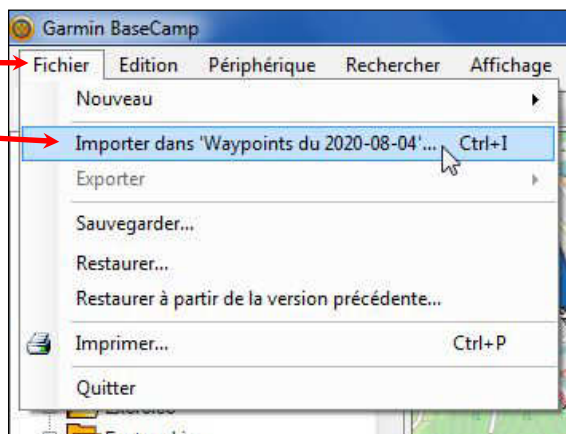 Garmin BaseCamp
Fichier Edition Périphérique Rechercher Affichage
Nouveau
Importer dans 'Waypoints du 2020-08-04'... Ctrl+I
Exporter
Sauvegarder...
Restaurer...
Restaurer à partir de la version précédente...
Imprimer... Ctrl+P
Quitter